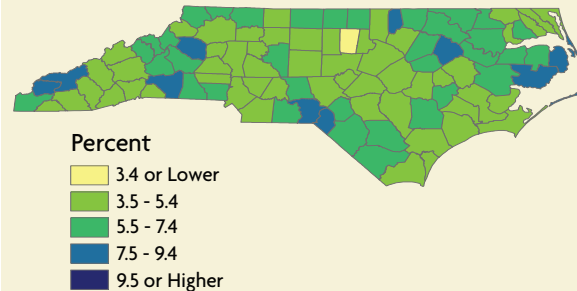 Percent
3.4 or Lower
3.5 - 5.4
5.5 - 7.4
7.5 - 9.4
9.5 or Higher